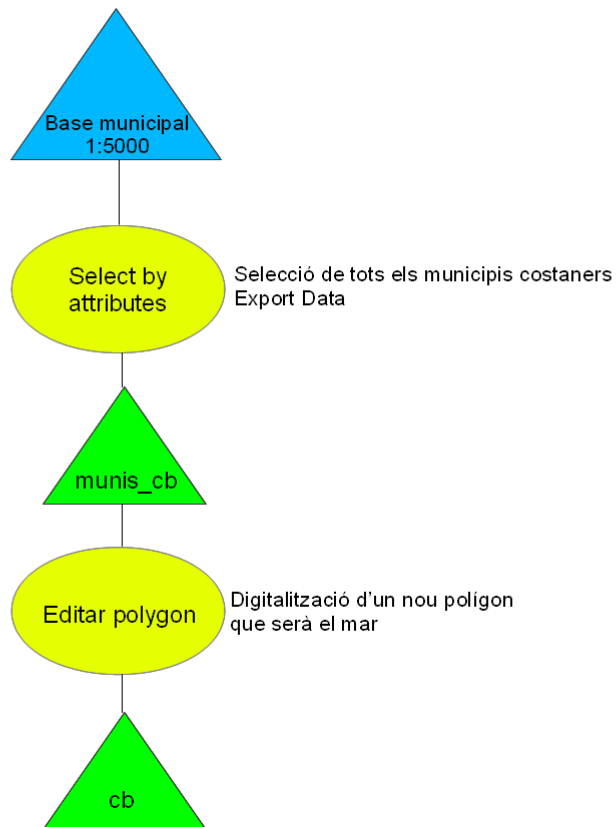 Base municipal
1:5000
Select by
attributes
Selecció de tots els municipis costaners
Export Data
munis_cb
Editar polygon
Digitalització d'un nou polígon
que serà el mar
cb